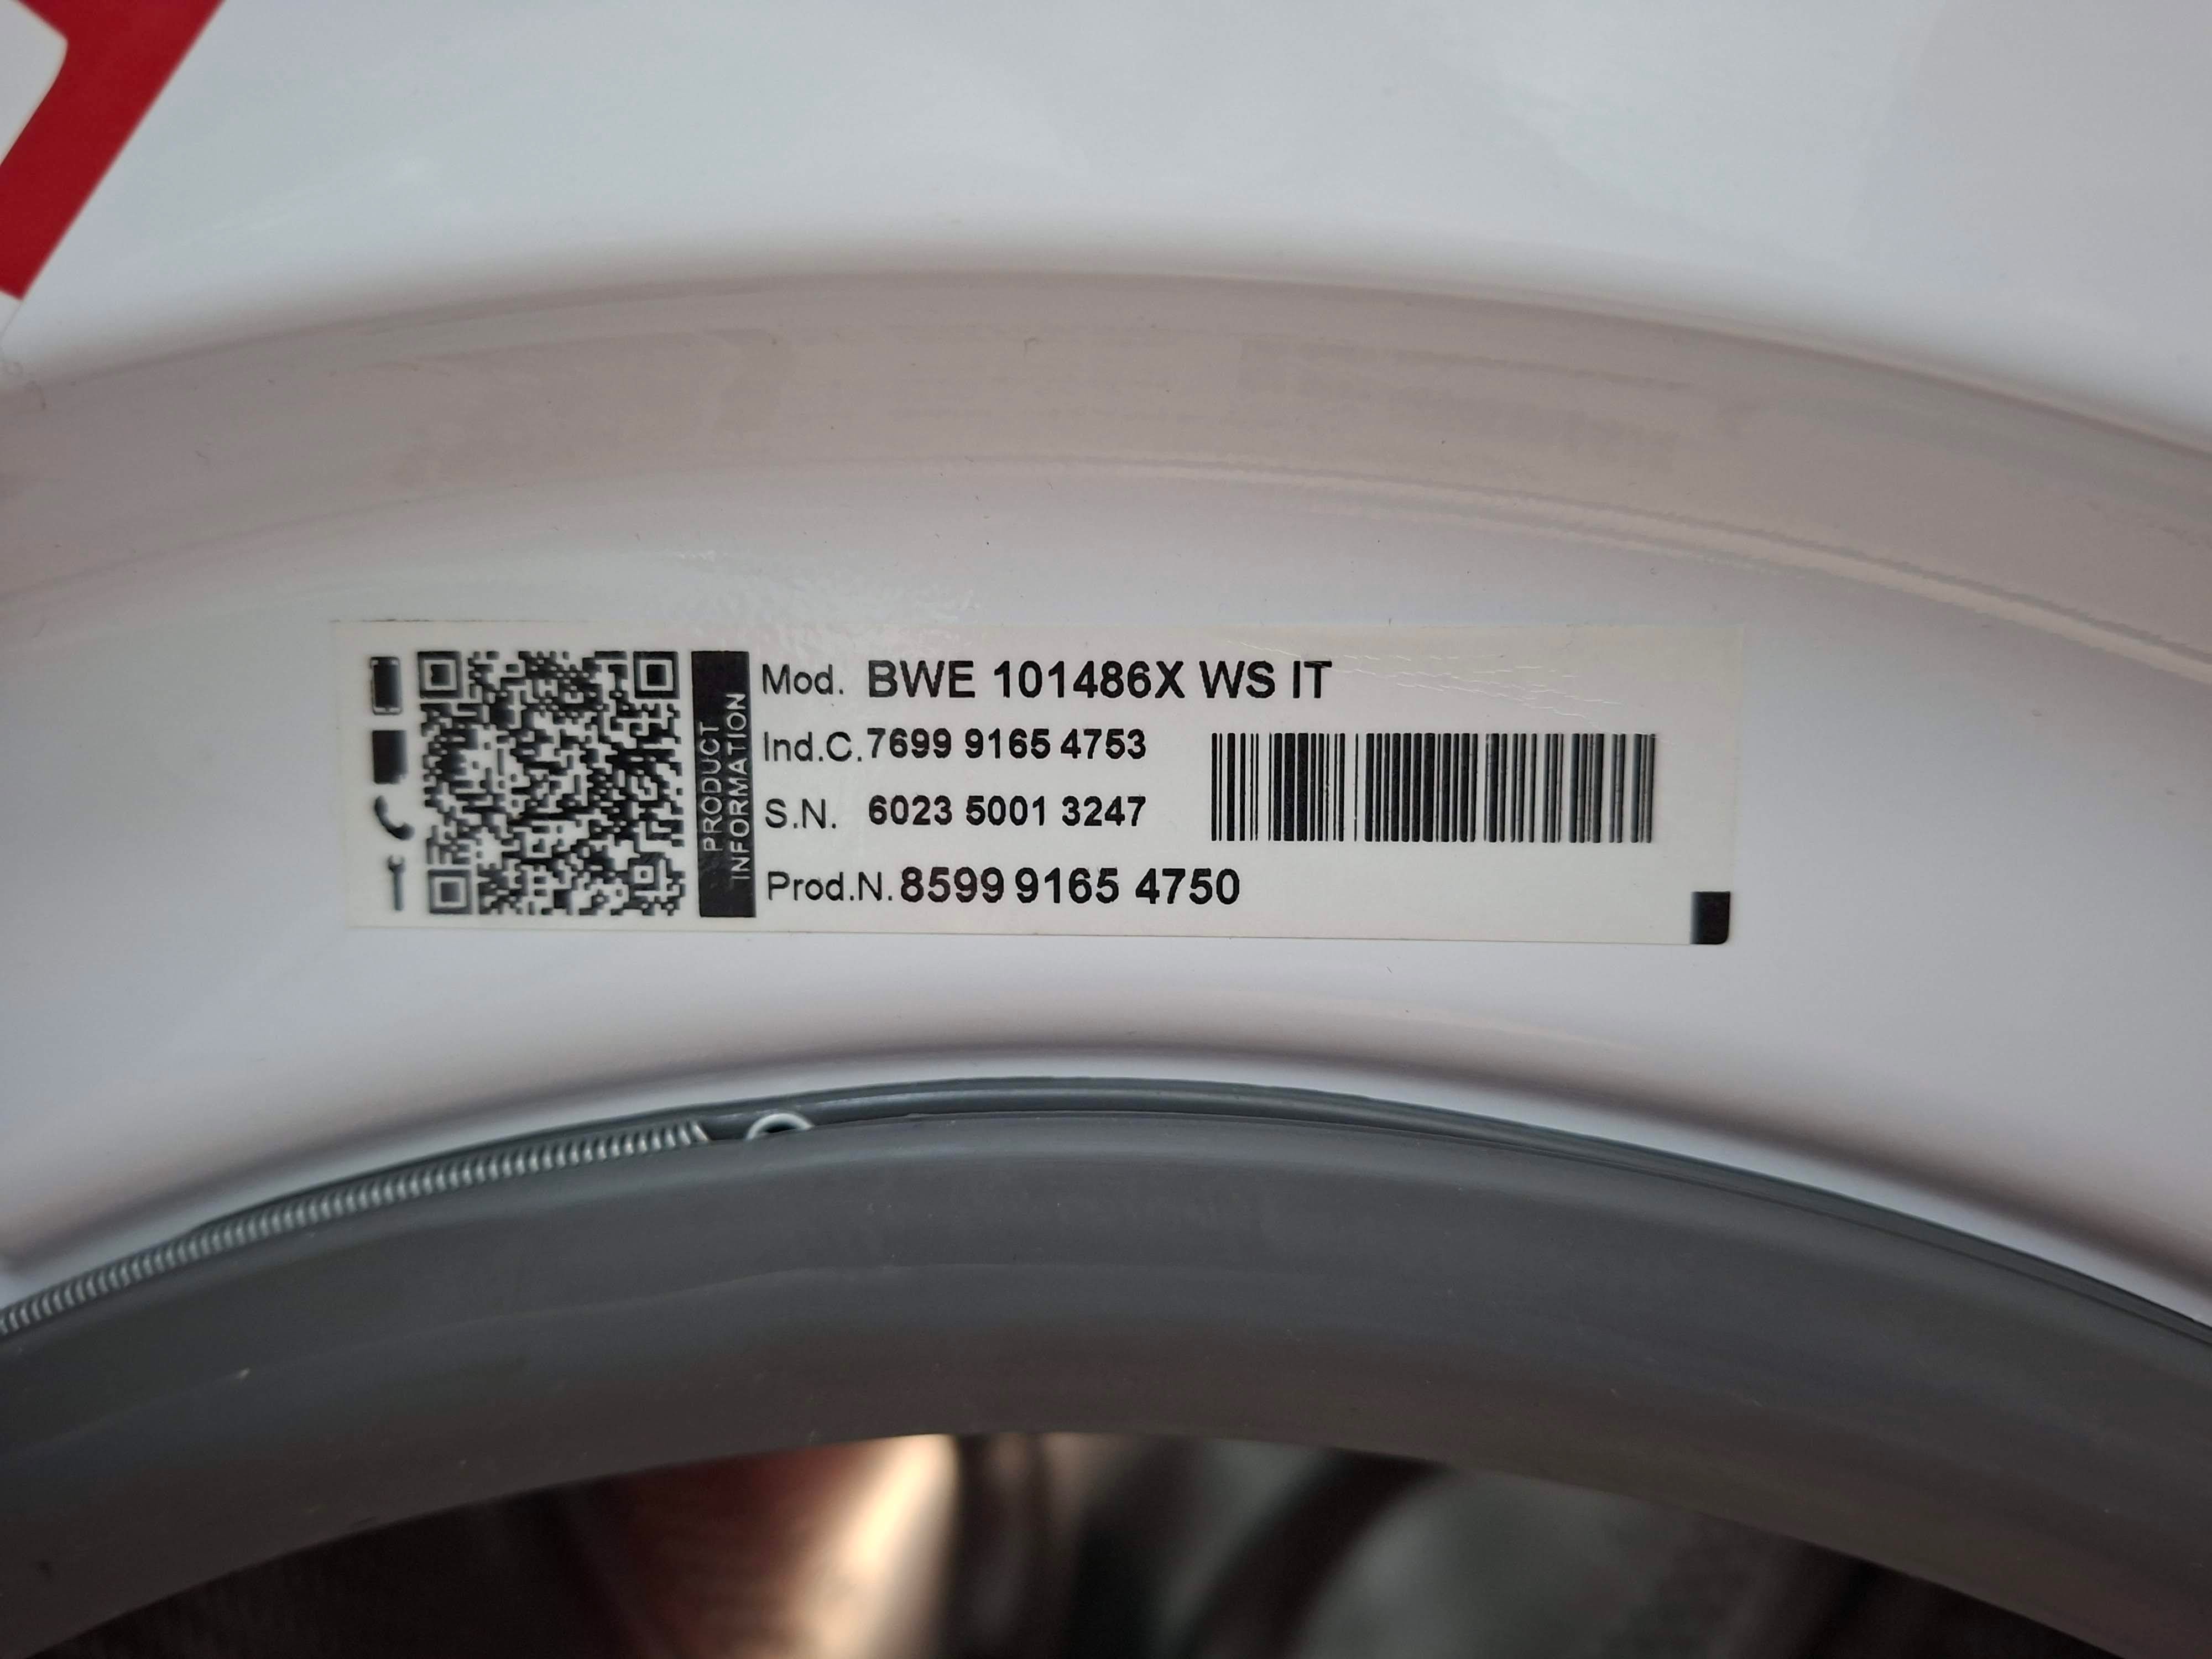 PRODUCT
INFORMATION
Mod. BWE 101486X WS IT
Ind.C. 7699 9165 4753
S.N. 6023 5001 3247
Prod.N. 8599 9165 4750